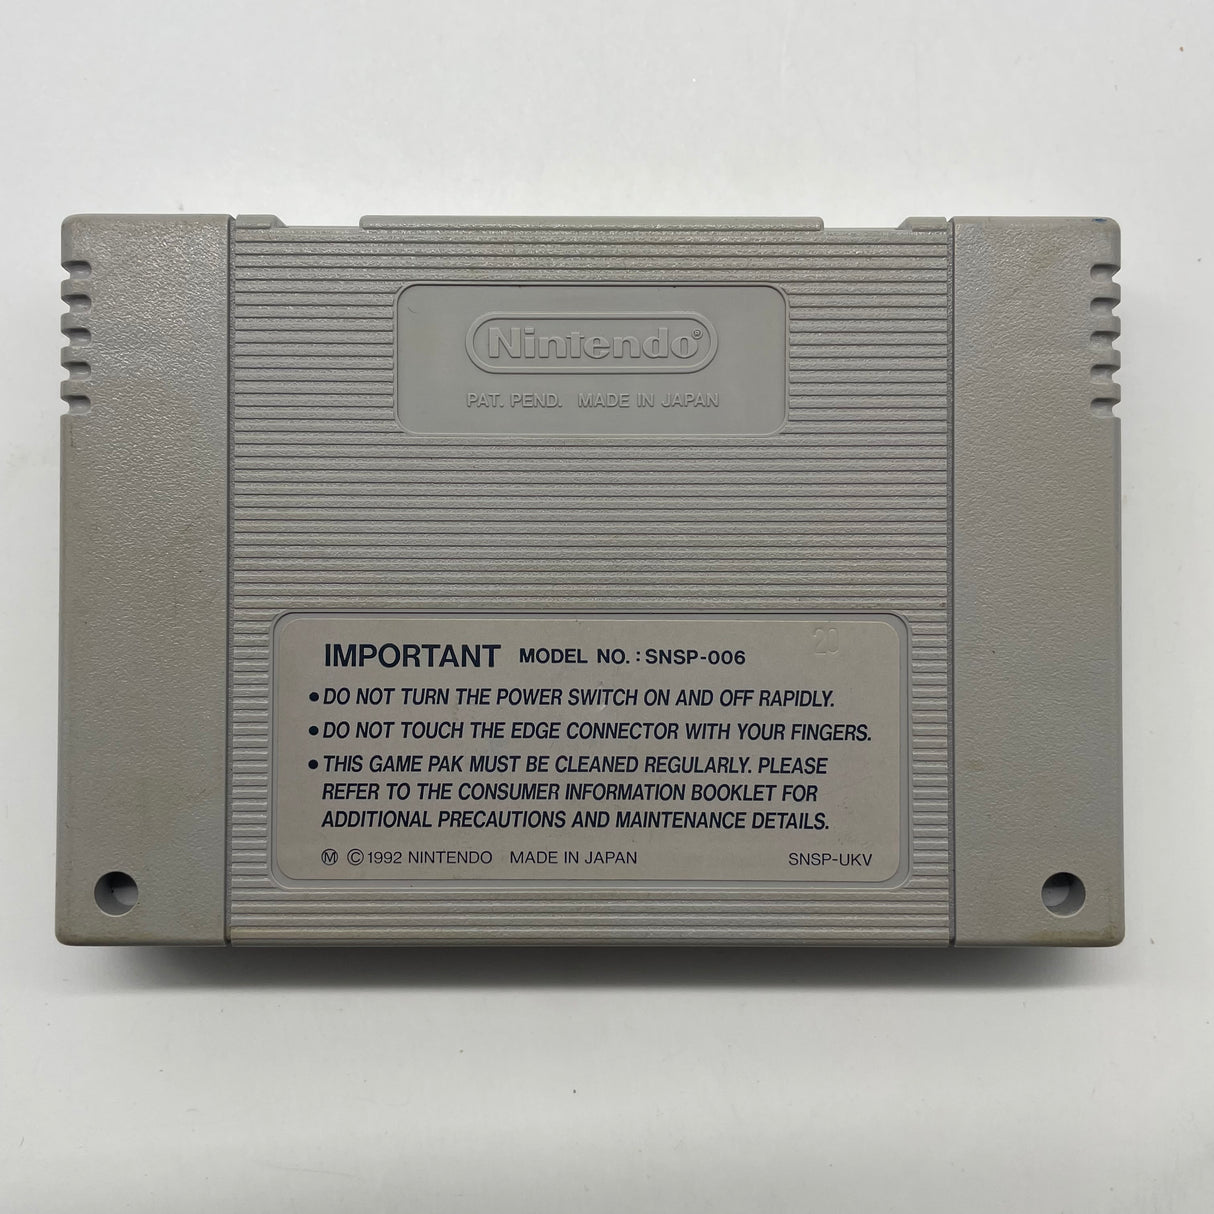 Nintendo®
PAT. PEND. MADE IN JAPAN
20
IMPORTANT MODEL NO. : SNSP-006
•DO NOT TURN THE POWER SWITCH ON AND OFF RAPIDLY.
•DO NOT TOUCH THE EDGE CONNECTOR WITH YOUR FINGERS.
•THIS GAME PAK MUST BE CLEANED REGULARLY. PLEASE
REFER TO THE CONSUMER INFORMATION BOOKLET FOR
ADDITIONAL PRECAUTIONS AND MAINTENANCE DETAILS.
Ⓜ ©1992 NINTENDO MADE IN JAPAN SNSP-UKV